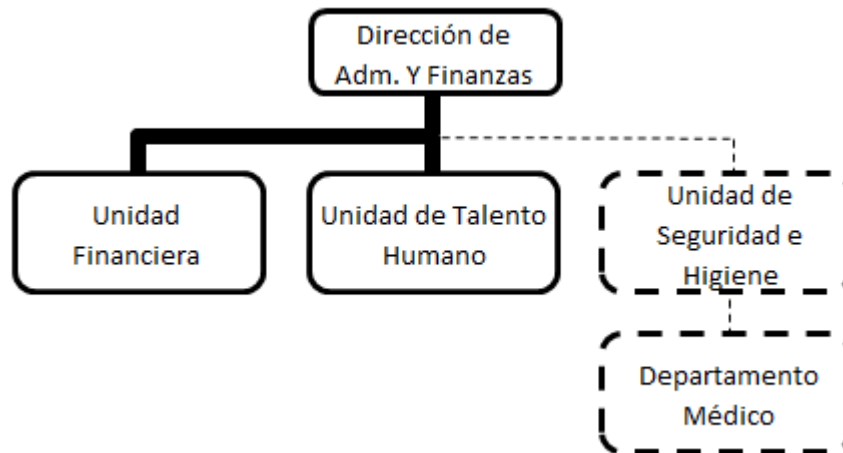 Dirección de
Adm. Y Finanzas
Unidad
Financiera
Unidad de Talento
Humano
Unidad de
Seguridad e
Higiene
Departamento
Médico